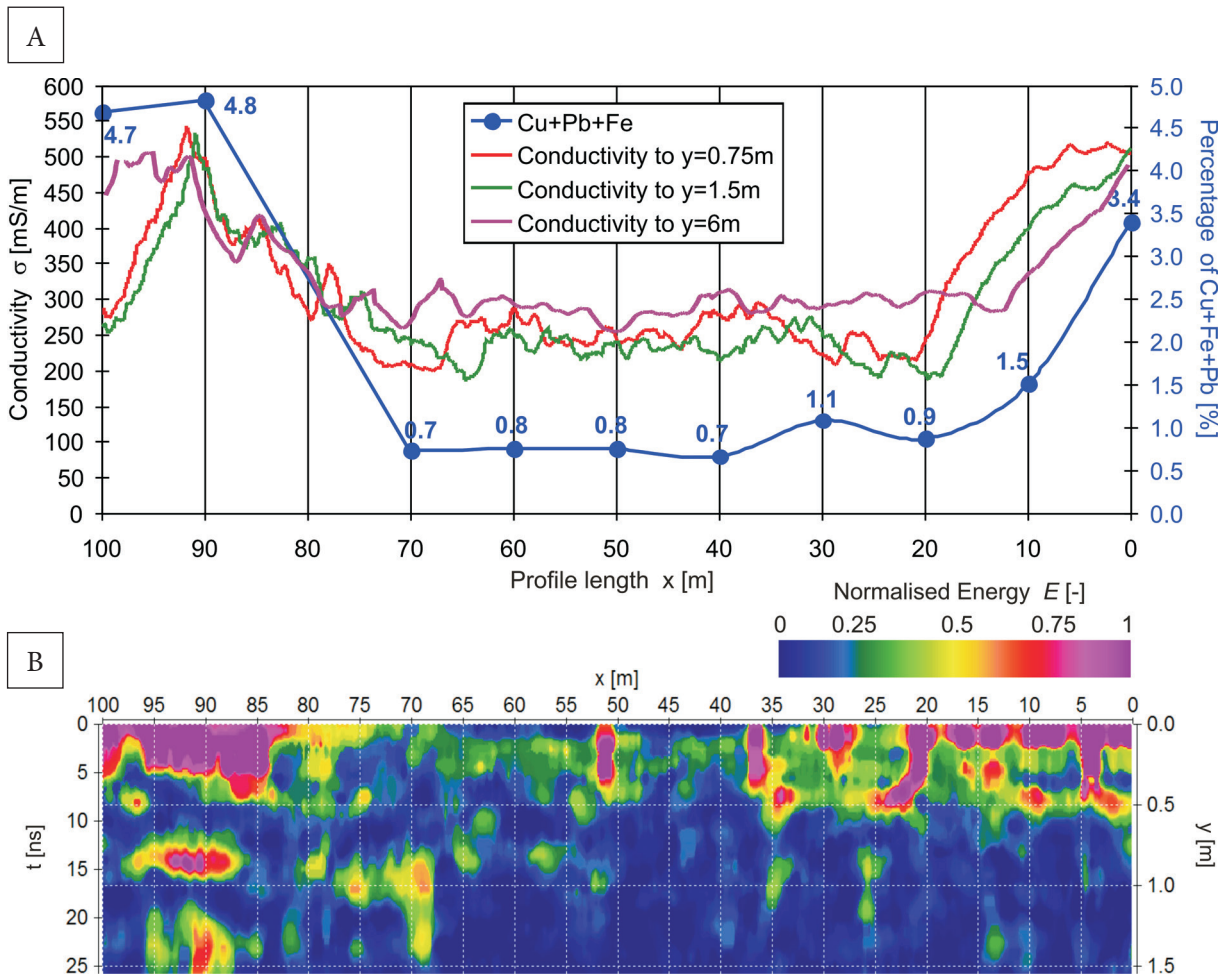 A
600
550
500
450
400
350
300
250
200
150
100
50
0
Conductivity σ [mS/m]
5.0
4.5
4.0
3.5
3.0
2.5
2.0
1.5
1.0
0.5
0.0
Percentage of Cu+Fe+Pb [%]
Cu+Pb+Fe
Conductivity to y=0.75m
Conductivity to y=1.5m
Conductivity to y=6m
4.7
4.8
0.7
0.8
0.8
0.7
1.1
0.9
1.5
3.4
100 90 80 70 60 50 40 30 20 10 0
Profile length x [m]
Normalised Energy E [-]
0 0.25 0.5 0.75 1
B
x [m]
100 95 90 85 80 75 70 65 60 55 50 45 40 35 30 25 20 15 10 5 0
0
5
10
15
20
25
t [ns]
0.0
0.5
1.0
1.5
y [m]